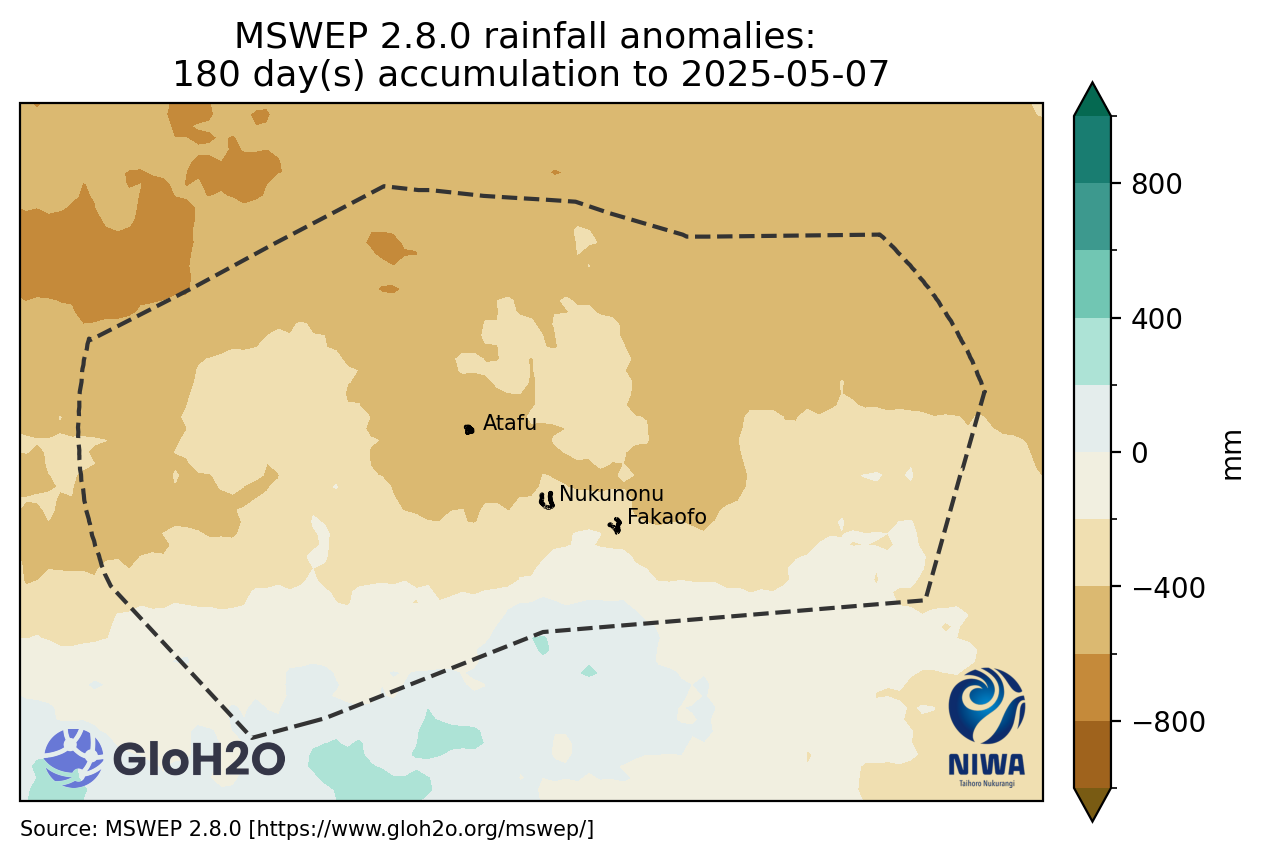 MSWEP 2.8.0 rainfall anomalies:
180 day(s) accumulation to 2025-05-07
800
400
0
−400
−800
mm
Atafu
Nukunonu
Fakaofo
GloH2O
NIWA
Taihoro Nukurangi
Source: MSWEP 2.8.0 [https://www.gloh2o.org/mswep/]